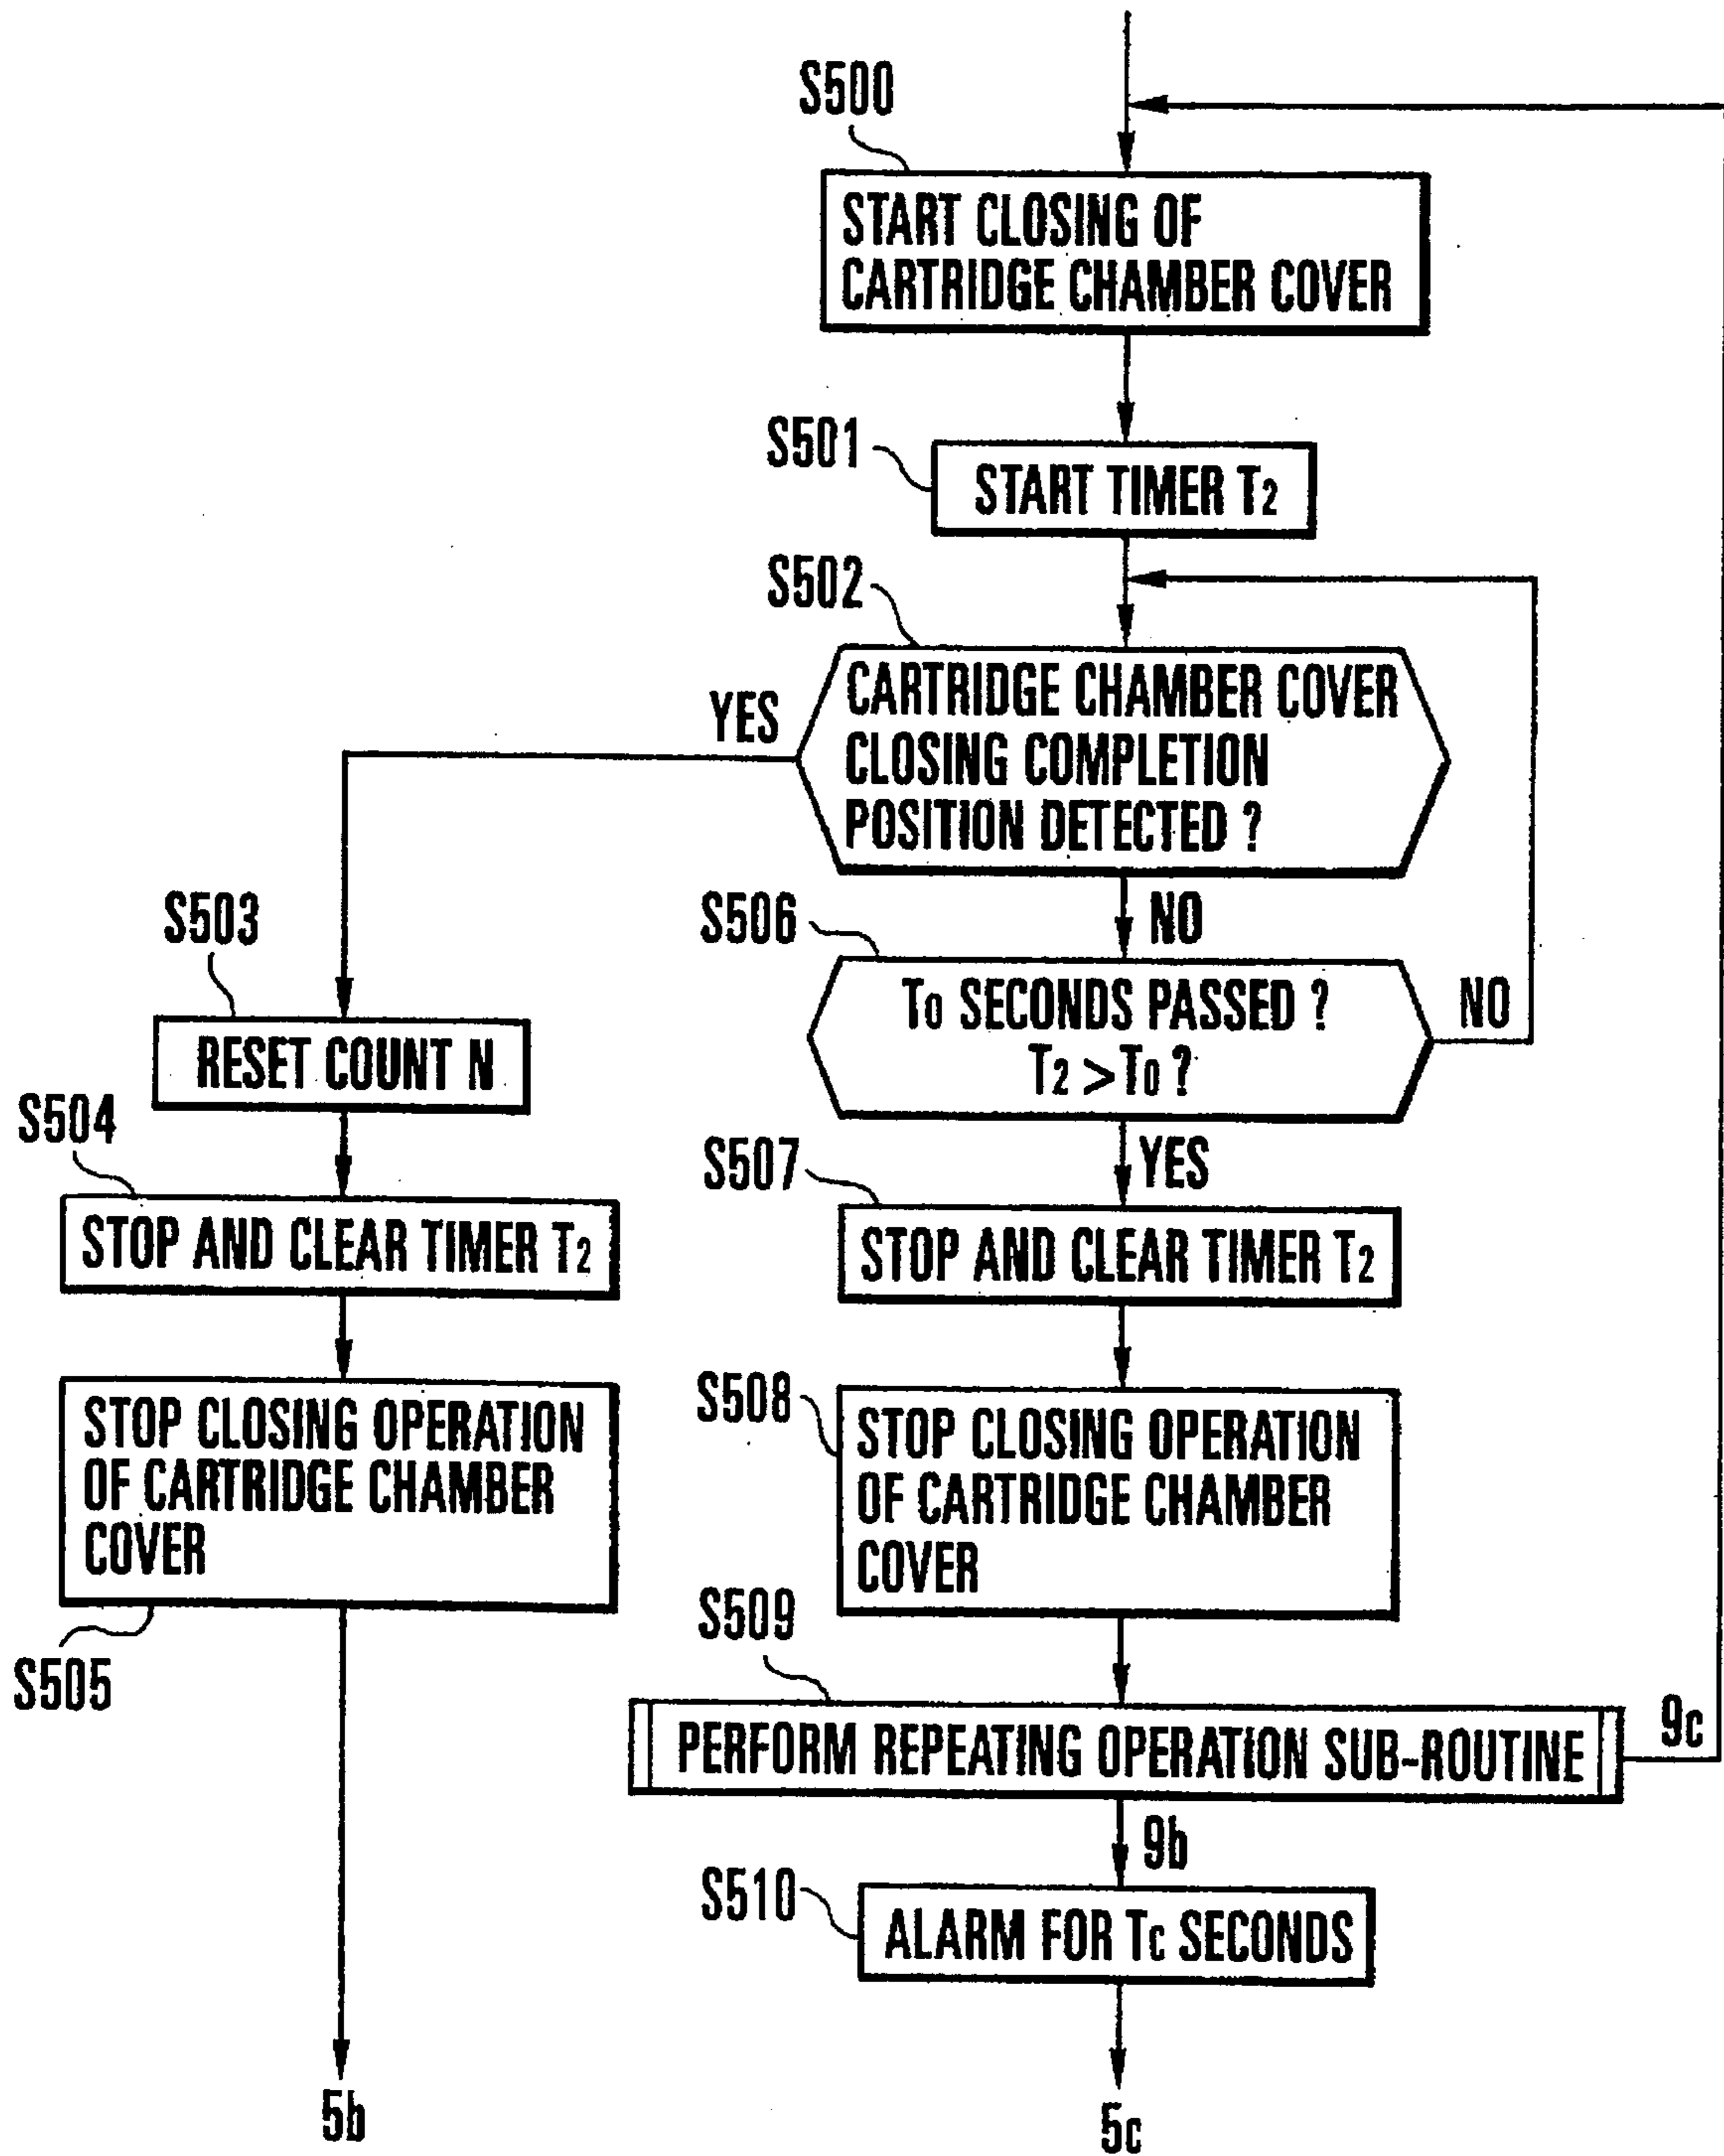 S500
START CLOSING OF
CARTRIDGE CHAMBER COVER
S501
START TIMER T2
S502
CARTRIDGE CHAMBER COVER
CLOSING COMPLETION
POSITION DETECTED ?
YES
NO
S503
RESET COUNT N
S504
STOP AND CLEAR TIMER T2
STOP CLOSING OPERATION
OF CARTRIDGE CHAMBER
COVER
S505
5b
S506
T0 SECONDS PASSED ?
T2 > T0 ?
NO
YES
S507
STOP AND CLEAR TIMER T2
S508
STOP CLOSING OPERATION
OF CARTRIDGE CHAMBER
COVER
S509
PERFORM REPEATING OPERATION SUB-ROUTINE
9c
9b
S510
ALARM FOR Tc SECONDS
5c